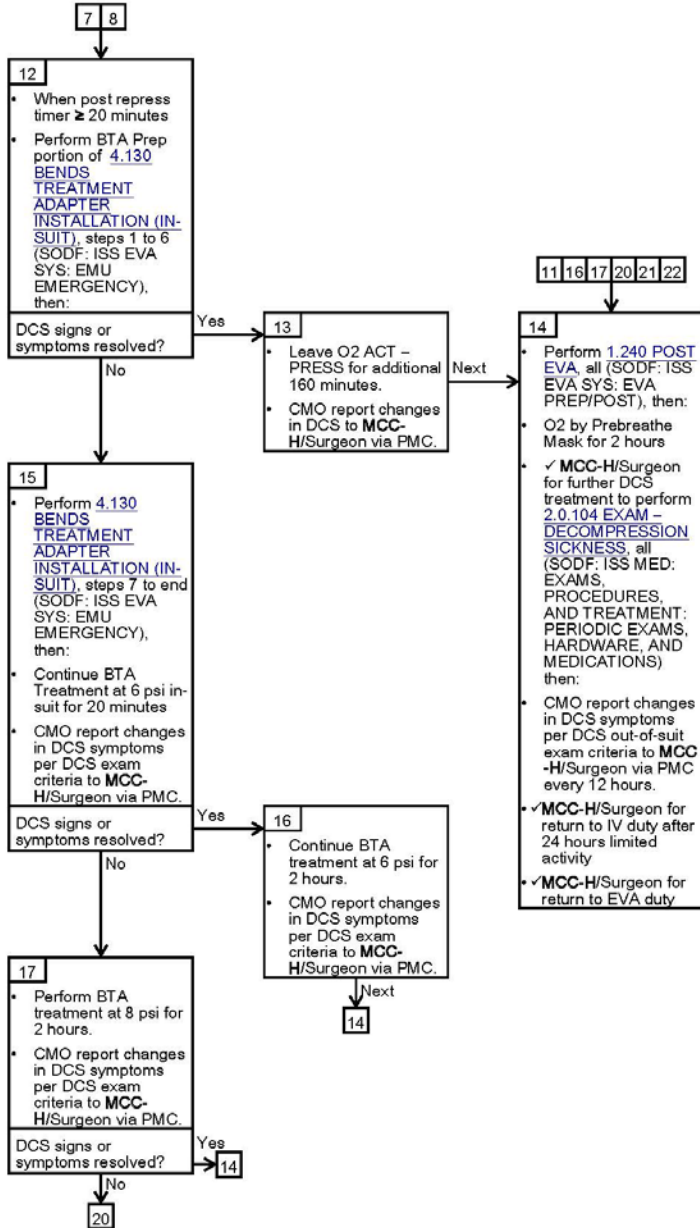 7 8
12
• When post repress
timer ≥ 20 minutes
• Perform BTA Prep
portion of 4.130
BENDS
TREATMENT
ADAPTER
INSTALLATION (IN-
SUIT), steps 1 to 6
(SODF: ISS EVA
SYS: EMU
EMERGENCY),
then:
DCS signs or
symptoms resolved?
Yes
No
13
• Leave O2 ACT –
PRESS for additional
160 minutes.
• CMO report changes
in DCS to MCC-
H/Surgeon via PMC.
Next
11 16 17 20 21 22
14
• Perform 1.240 POST
EVA, all (SODF: ISS
EVA SYS: EVA
PREP/POST), then:
• O2 by Prebreathe
Mask for 2 hours
• ✓ MCC-H/Surgeon
for further DCS
treatment to perform
2.0.104 EXAM –
DECOMPRESSION
SICKNESS, all
(SODF: ISS MED:
EXAMS,
PROCEDURES,
AND TREATMENT:
PERIODIC EXAMS,
HARDWARE, AND
MEDICATIONS)
then:
• CMO report changes
in DCS symptoms
per DCS out-of-suit
exam criteria to MCC
-H/Surgeon via PMC
every 12 hours.
• ✓MCC-H/Surgeon for
return to IV duty after
24 hours limited
activity
• ✓MCC-H/Surgeon for
return to EVA duty
15
• Perform 4.130
BENDS
TREATMENT
ADAPTER
INSTALLATION (IN-
SUIT), steps 7 to end
(SODF: ISS EVA
SYS: EMU
EMERGENCY),
then:
• Continue BTA
Treatment at 6 psi in-
suit for 20 minutes
• CMO report changes
in DCS symptoms
per DCS exam
criteria to MCC-
H/Surgeon via PMC.
DCS signs or
symptoms resolved?
Yes
No
16
• Continue BTA
treatment at 6 psi for
2 hours.
• CMO report changes
in DCS symptoms
per DCS exam
criteria to MCC-
H/Surgeon via PMC.
Next
14
17
• Perform BTA
treatment at 8 psi for
2 hours.
• CMO report changes
in DCS symptoms
per DCS exam
criteria to MCC-
H/Surgeon via PMC.
DCS signs or
symptoms resolved?
Yes
14
No
20